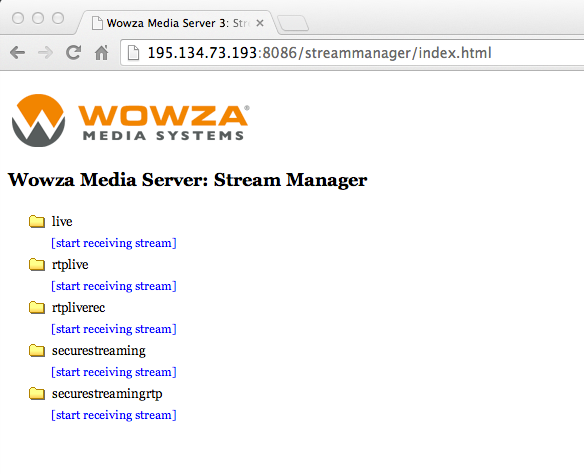 Wowza Media Server 3: Str
195.134.73.193:8086/streammanager/index.html
WOWZA
MEDIA SYSTEMS
Wowza Media Server: Stream Manager
live
[start receiving stream]
rtplive
[start receiving stream]
rtpliverec
[start receiving stream]
securestreaming
[start receiving stream]
securestreamingrtp
[start receiving stream]